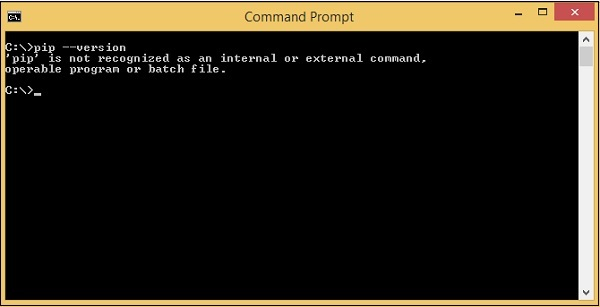 Command Prompt
C:\>pip --version
'pip' is not recognized as an internal or external command,
operable program or batch file.
C:\>_